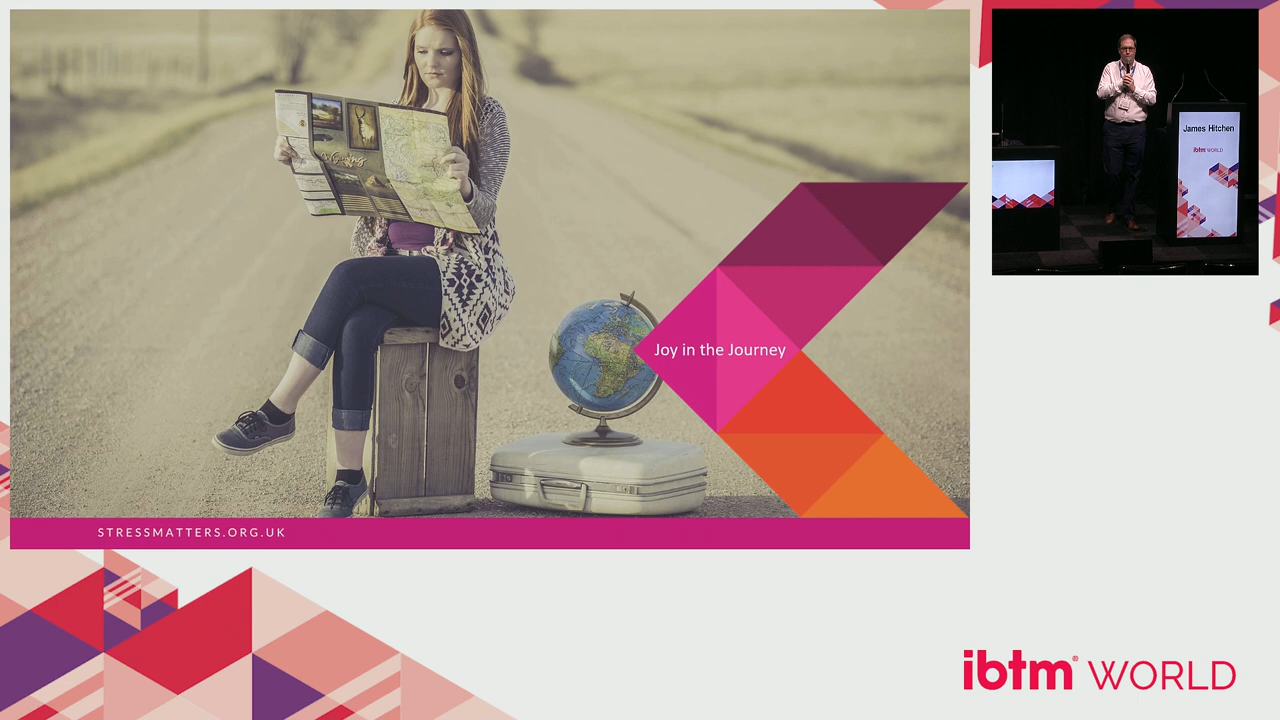 Joy in the Journey
STRESSMATTERS.ORG.UK
James Hitchen
ibtm WORLD
ibtm® WORLD